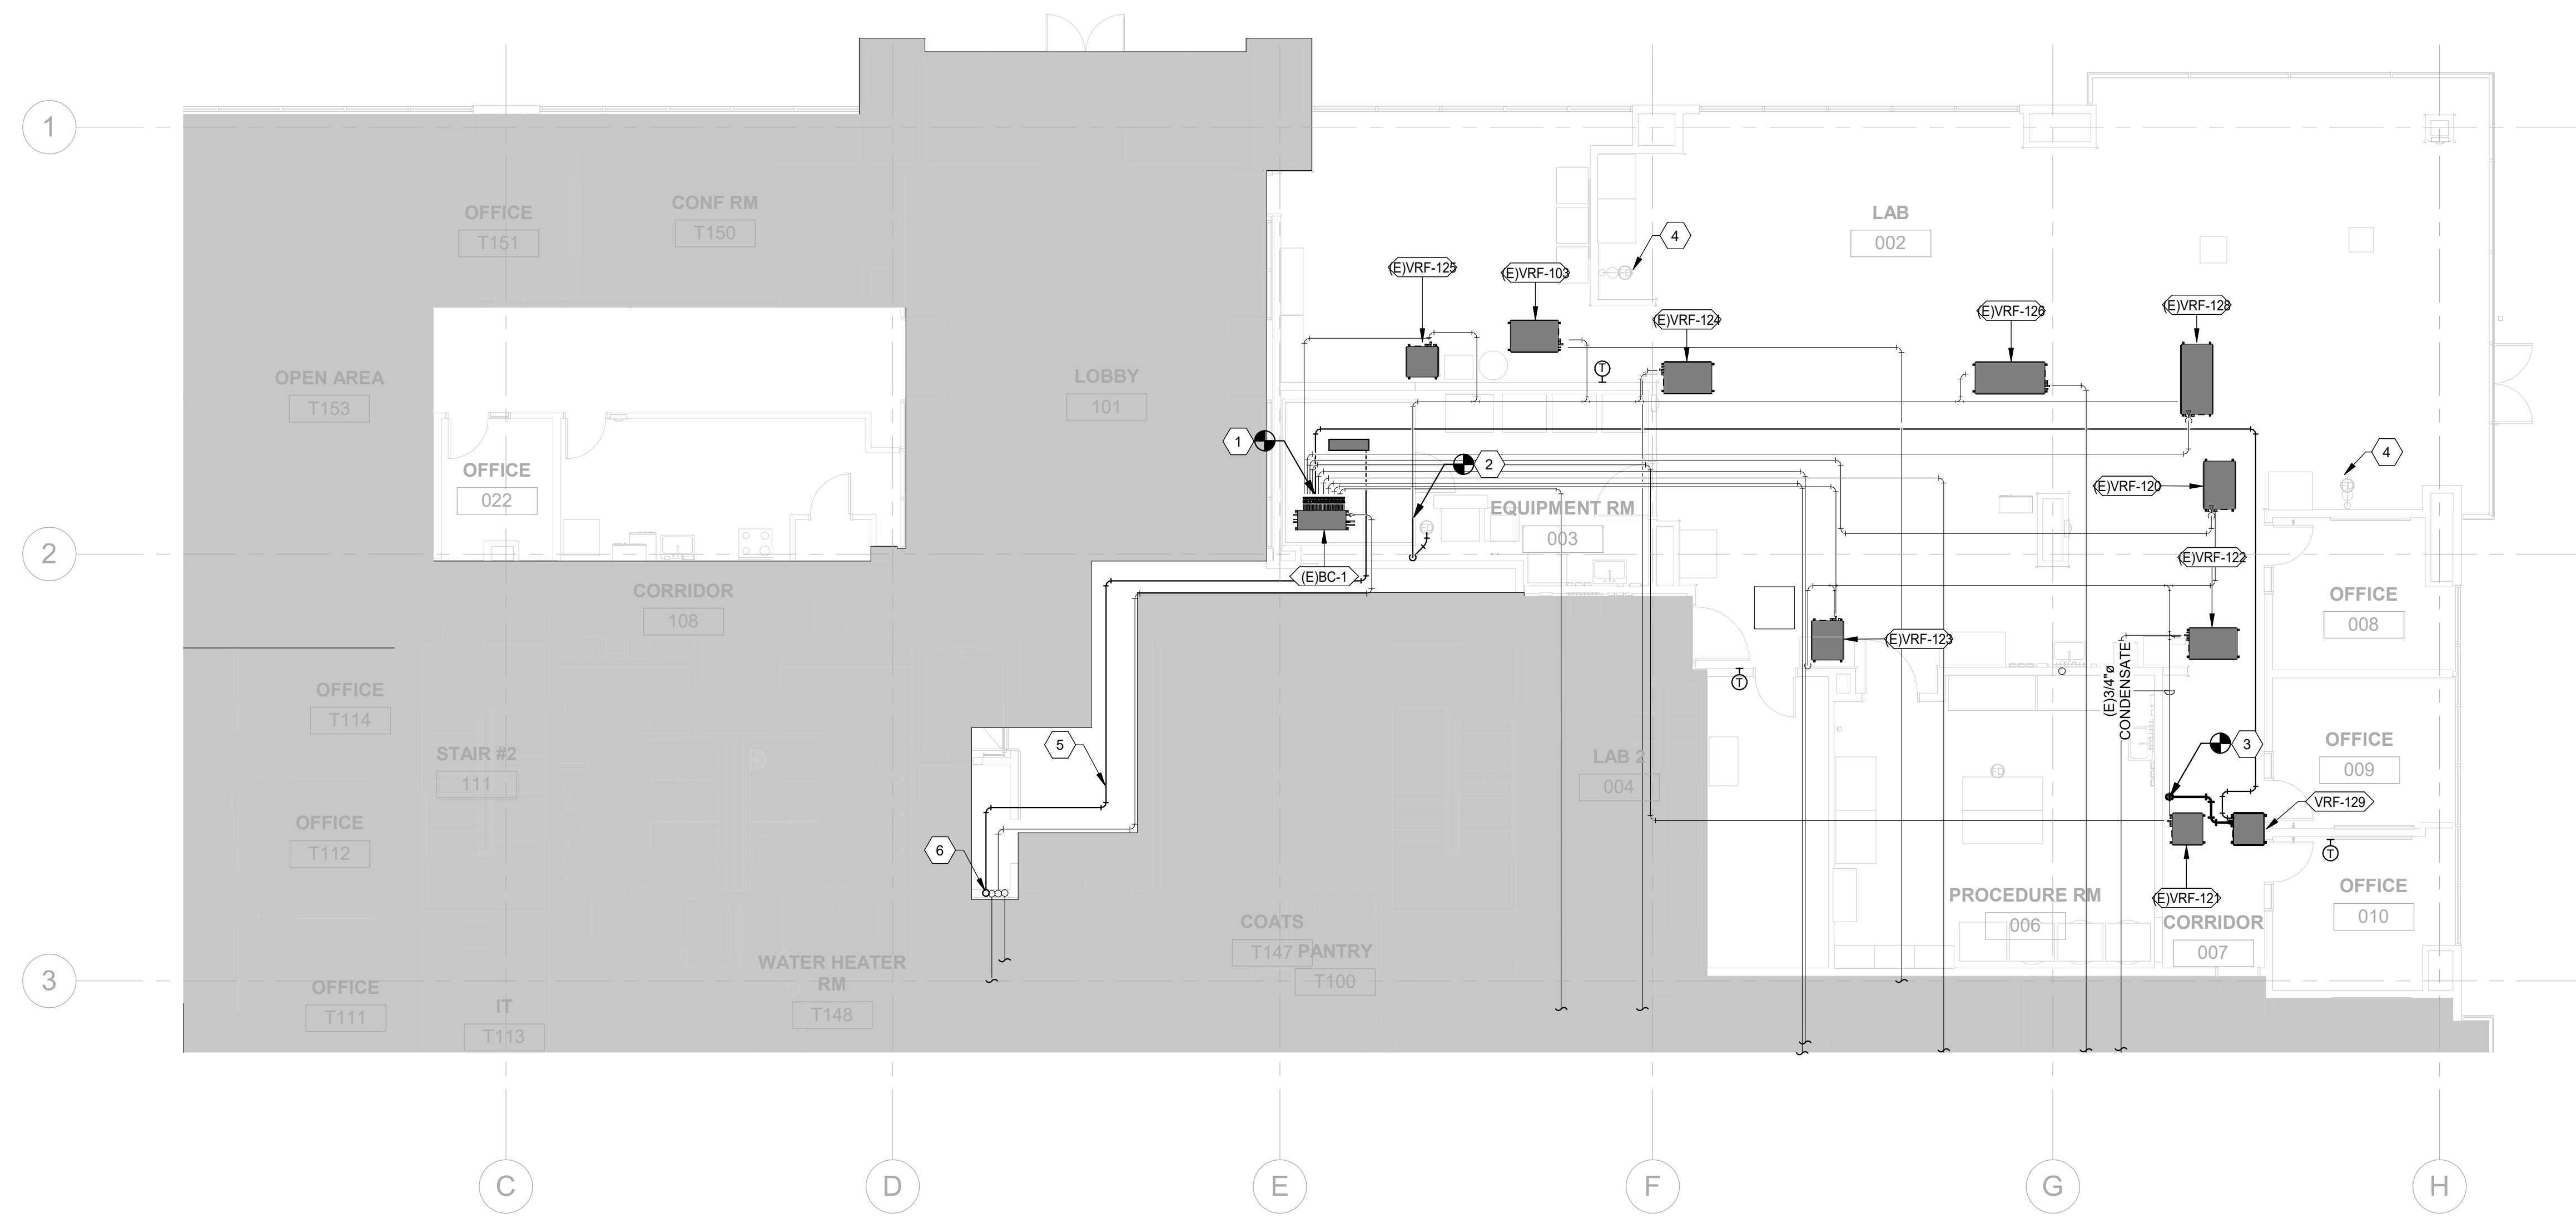 1
OFFICE
T151
CONF RM
T150
LAB
002
4
(E)VRF-125
(E)VRF-103
(E)VRF-124
(E)VRF-126
(E)VRF-128
OPEN AREA
T153
LOBBY
101
T
OFFICE
022
1
2
4
FD
FD
FD
(E)VRF-120
EQUIPMENT RM
003
2
(E)BC-1
(E)VRF-122
CORRIDOR
108
OFFICE
008
(E)VRF-123
T
(E)3/4"ø
CONDENSATE
OFFICE
T114
STAIR #2
111
5
LAB 2
004
FD
3
OFFICE
009
VRF-129
OFFICE
T112
6
T
(E)VRF-121
OFFICE
010
PROCEDURE RM
006
CORRIDOR
007
COATS
T147
PANTRY
T100
WATER HEATER
RM
T148
3
OFFICE
T111
IT
T113
C
D
E
F
G
H